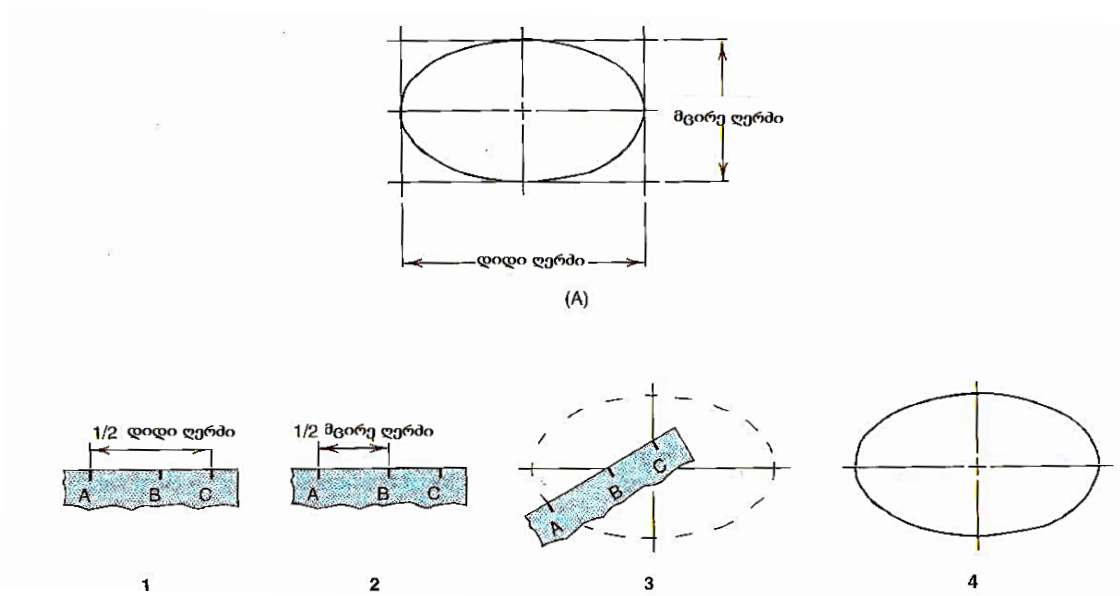 მცირე ღერძი
დიდი ღერძი
(A)
1/2 დიდი ღერძი
A B C
1/2 მცირე ღერძი
A B C
A B C
1 2 3 4